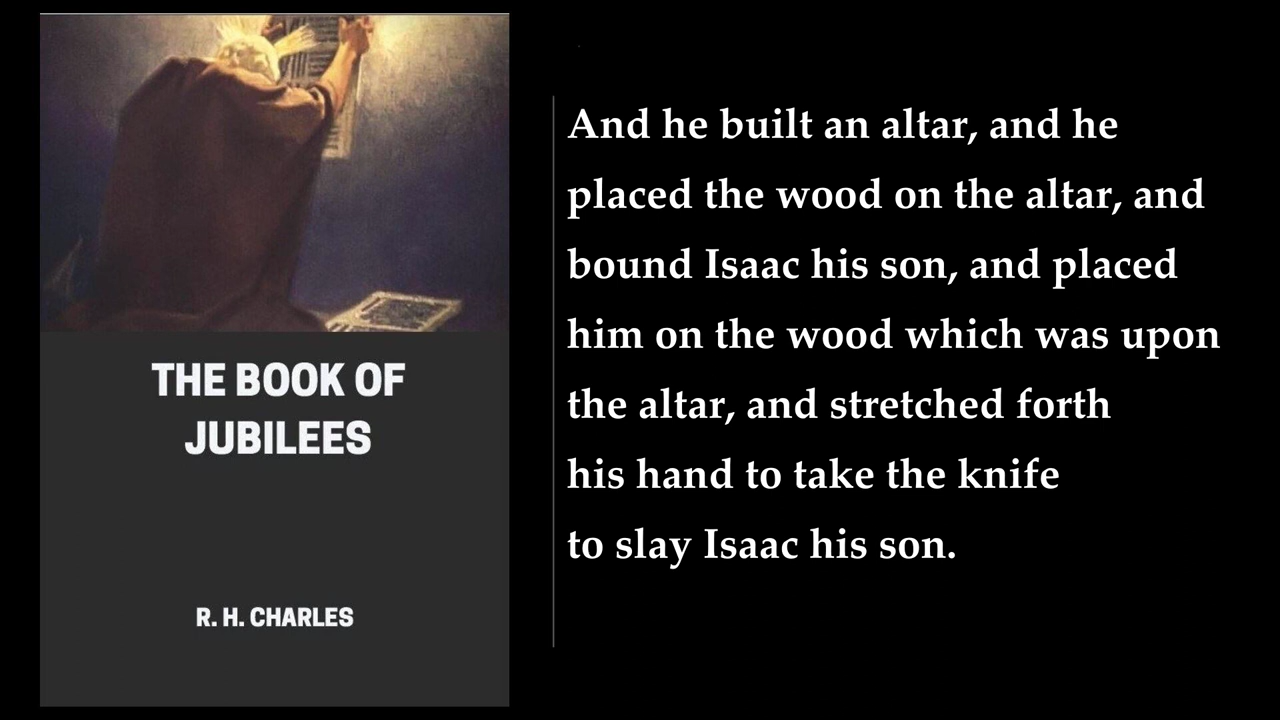 THE BOOK OF
JUBILEES
R. H. CHARLES
And he built an altar, and he
placed the wood on the altar, and
bound Isaac his son, and placed
him on the wood which was upon
the altar, and stretched forth
his hand to take the knife
to slay Isaac his son.